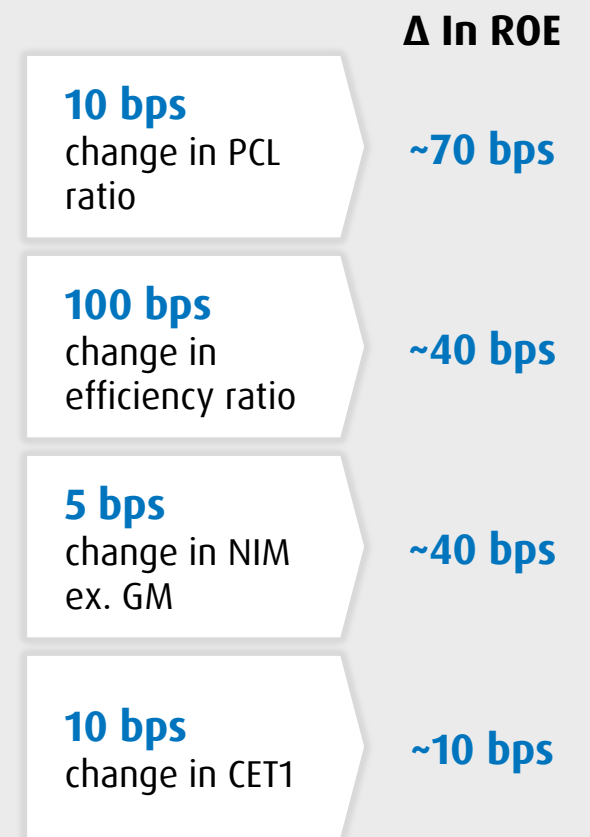 Δ In ROE
10 bps
change in PCL
ratio
~70 bps
100 bps
change in
efficiency ratio
~40 bps
5 bps
change in NIM
ex. GM
~40 bps
10 bps
change in CET1
~10 bps